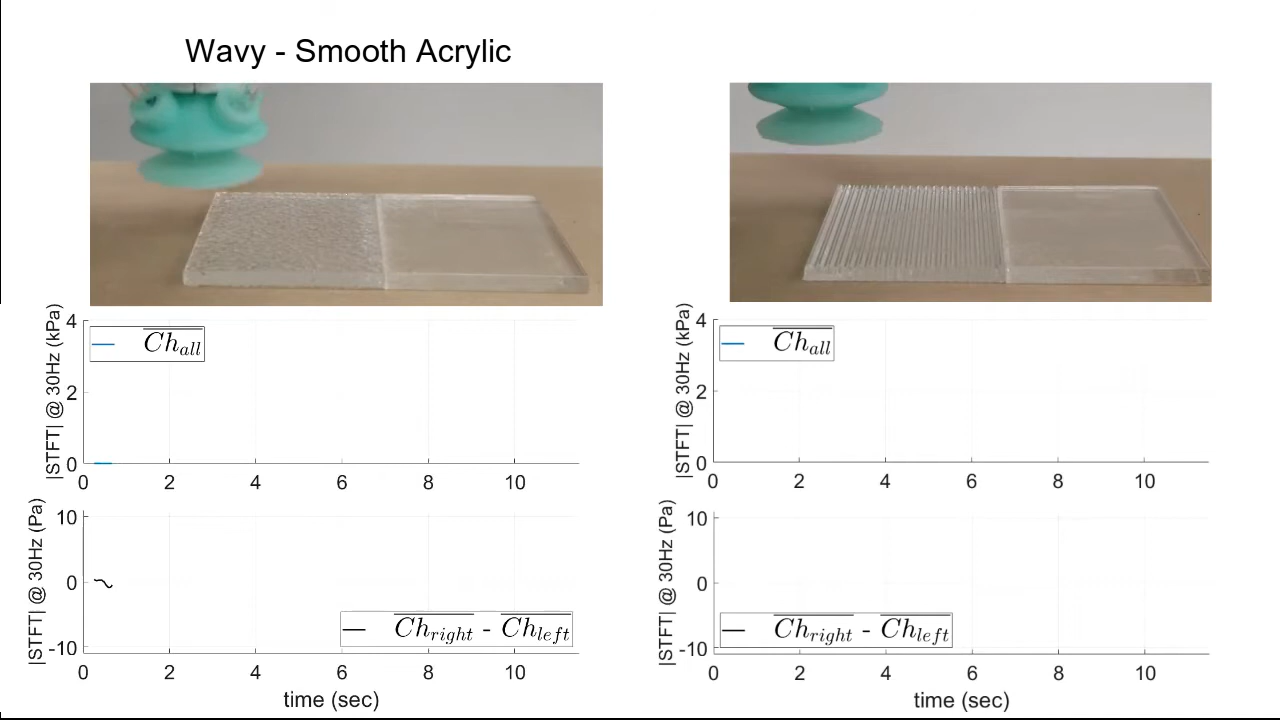 Wavy - Smooth Acrylic
|STFT| @ 30Hz (kPa)
4
2
0
Ch_all
0 2 4 6 8 10
|STFT| @ 30Hz (kPa)
4
2
0
Ch_all
0 2 4 6 8 10
|STFT| @ 30Hz (Pa)
10
0
-10
Ch_right - Ch_left
0 2 4 6 8 10
time (sec)
|STFT| @ 30Hz (Pa)
10
0
-10
Ch_right - Ch_left
0 2 4 6 8 10
time (sec)